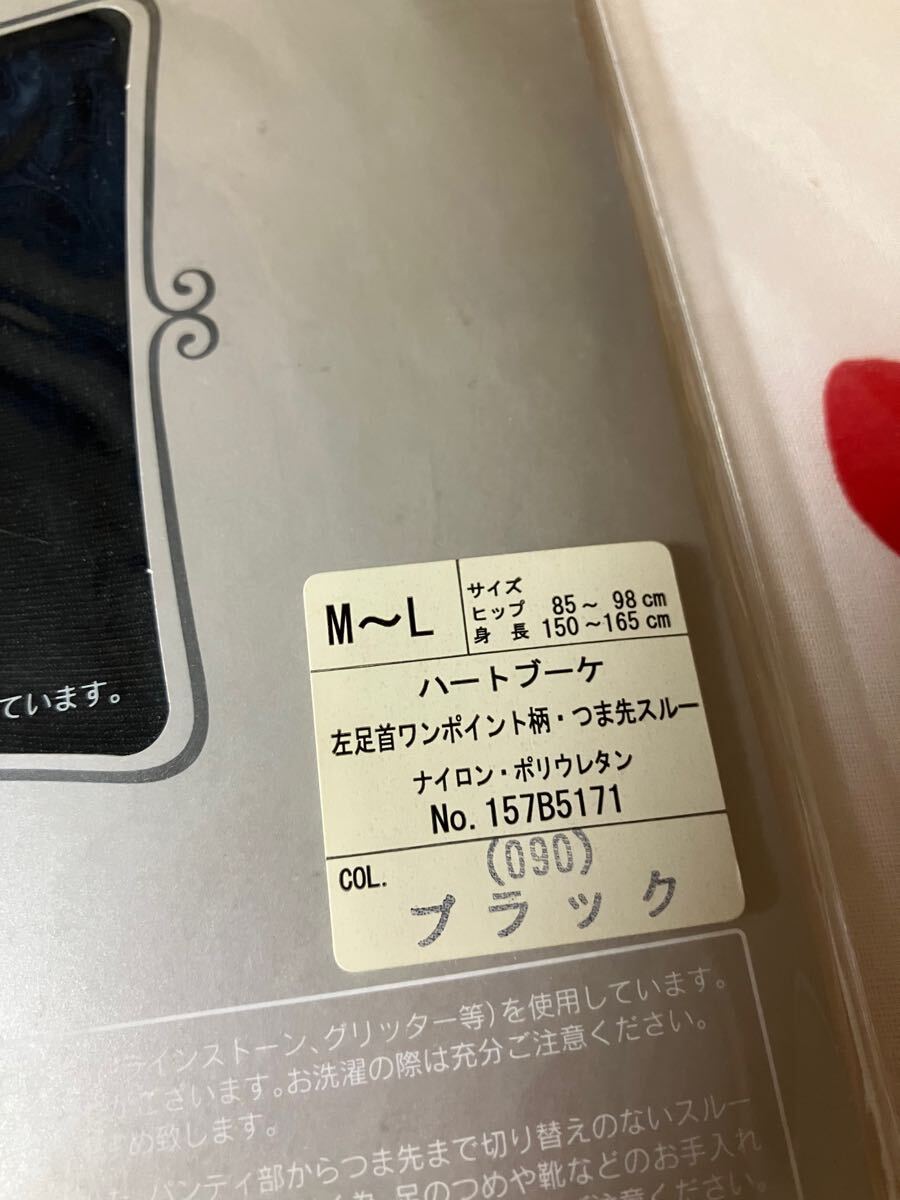 ています。
M～L
サイズ
ヒップ 85～ 98cm
身 長 150～165cm
ハートブーケ
左足首ワンポイント柄・つま先スルー
ナイロン・ポリウレタン
No. 157B5171
COL.
(090)
ブラック
インストーン、グリッター等)を使用しています。
がございます。お洗濯の際は充分ご注意ください。
め致します。
パンティ部からつま先まで切り替えのないスルー
足のつめや靴などのお手入れ
ご注意ください。